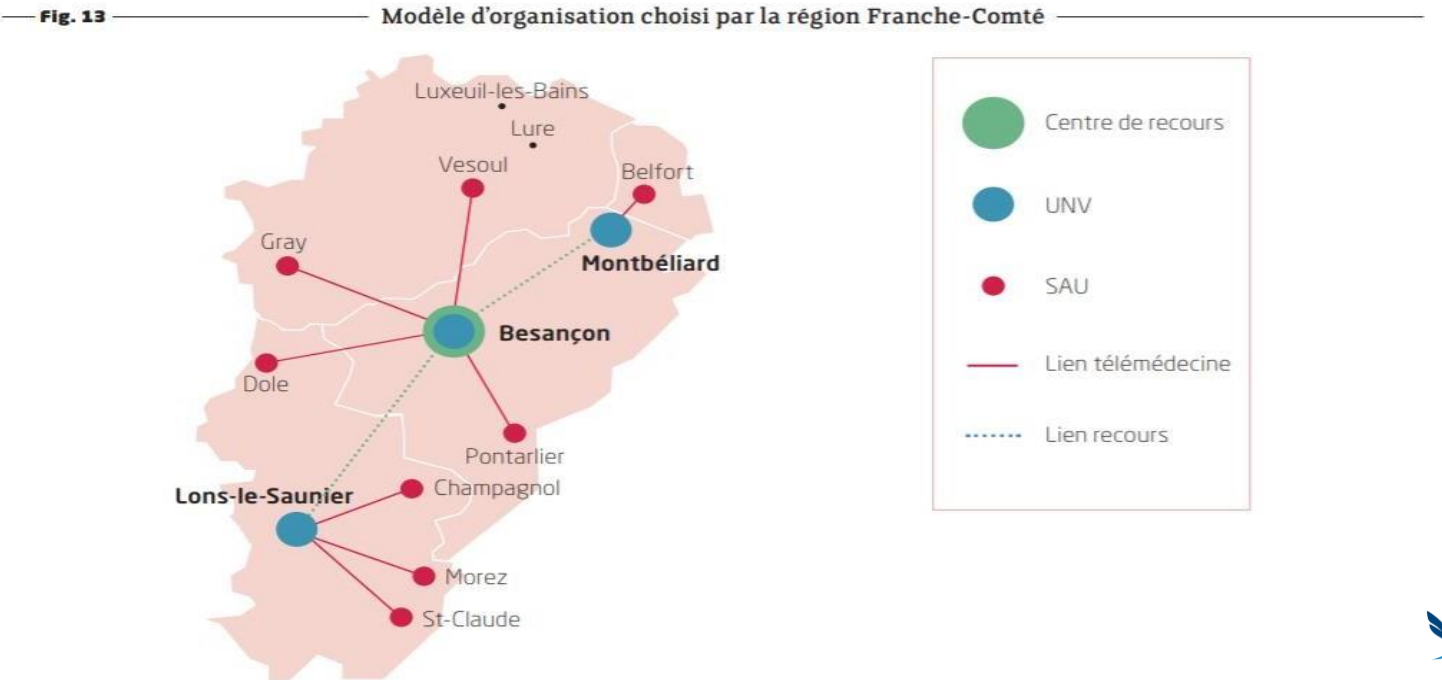 Fig. 13 Modèle d'organisation choisi par la région Franche-Comté
Luxeuil-les-Bains
Lure
Vesoul
Belfort
Gray
Montbéliard
Besançon
Dole
Pontarlier
Champagnol
Lons-le-Saunier
Morez
St-Claude
Centre de recours
UNV
SAU
Lien télémédecine
Lien recours